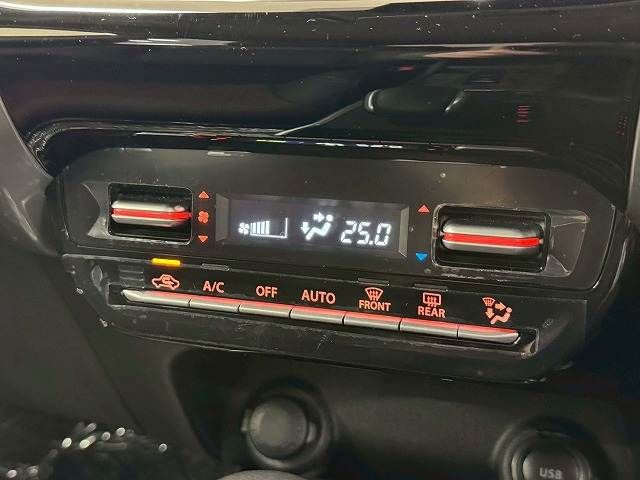 25.0
A/C
OFF
AUTO
FRONT
REAR
USB